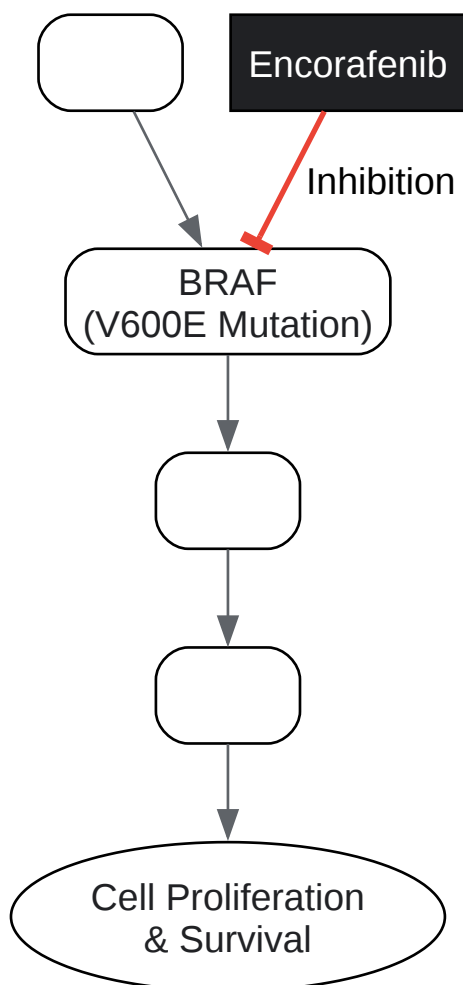 Encorafenib
Inhibition
BRAF
(V600E Mutation)
Cell Proliferation
& Survival